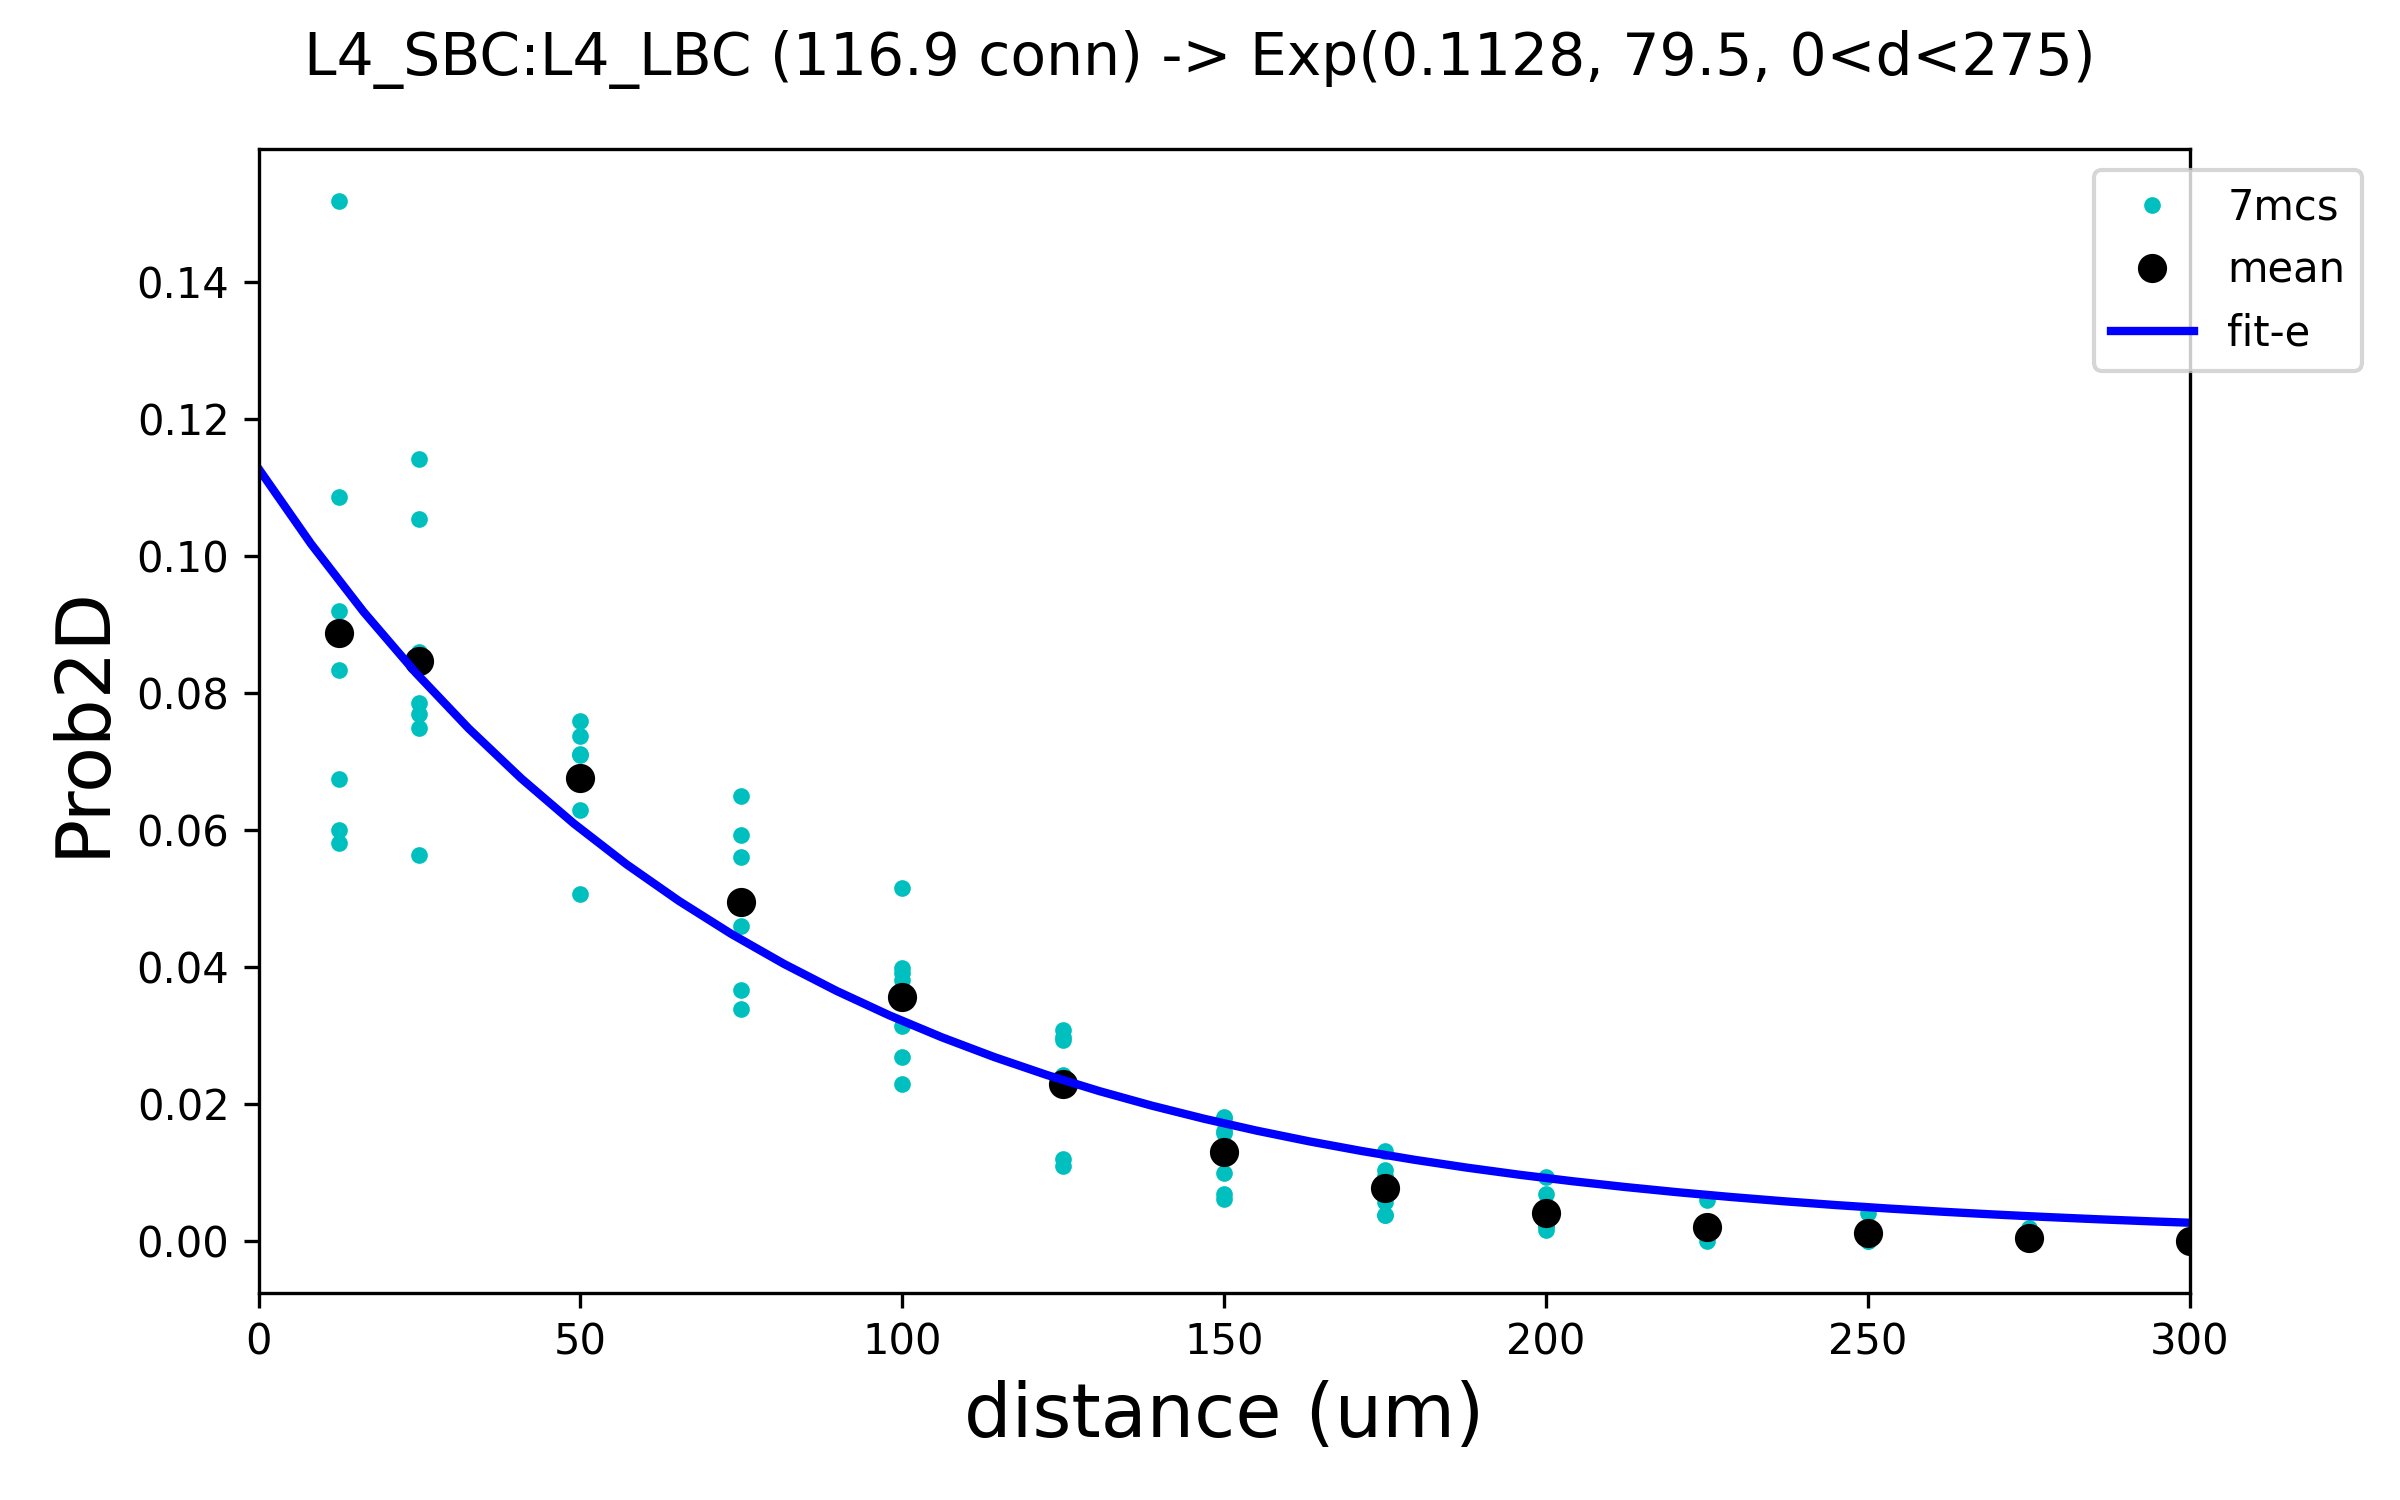 L4_SBC:L4_LBC (116.9 conn) -> Exp(0.1128, 79.5, 0<d<275)
7mcs
mean
fit-e
Prob2D
0.14
0.12
0.10
0.08
0.06
0.04
0.02
0.00
0 50 100 150 200 250 300
distance (um)